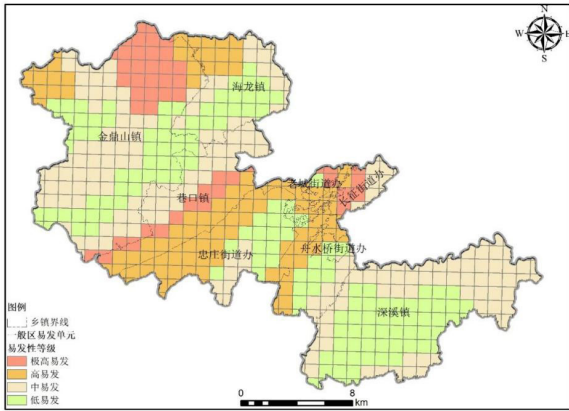 N
W E
S
海龙镇
金鼎山镇
巷口镇
老城街道办
长征街道办
忠庄街道办
舟水桥街道办
深溪镇
图例
乡镇界线
一般区易发单元
易发性等级
极高易发
高易发
中易发
低易发
0 8
km